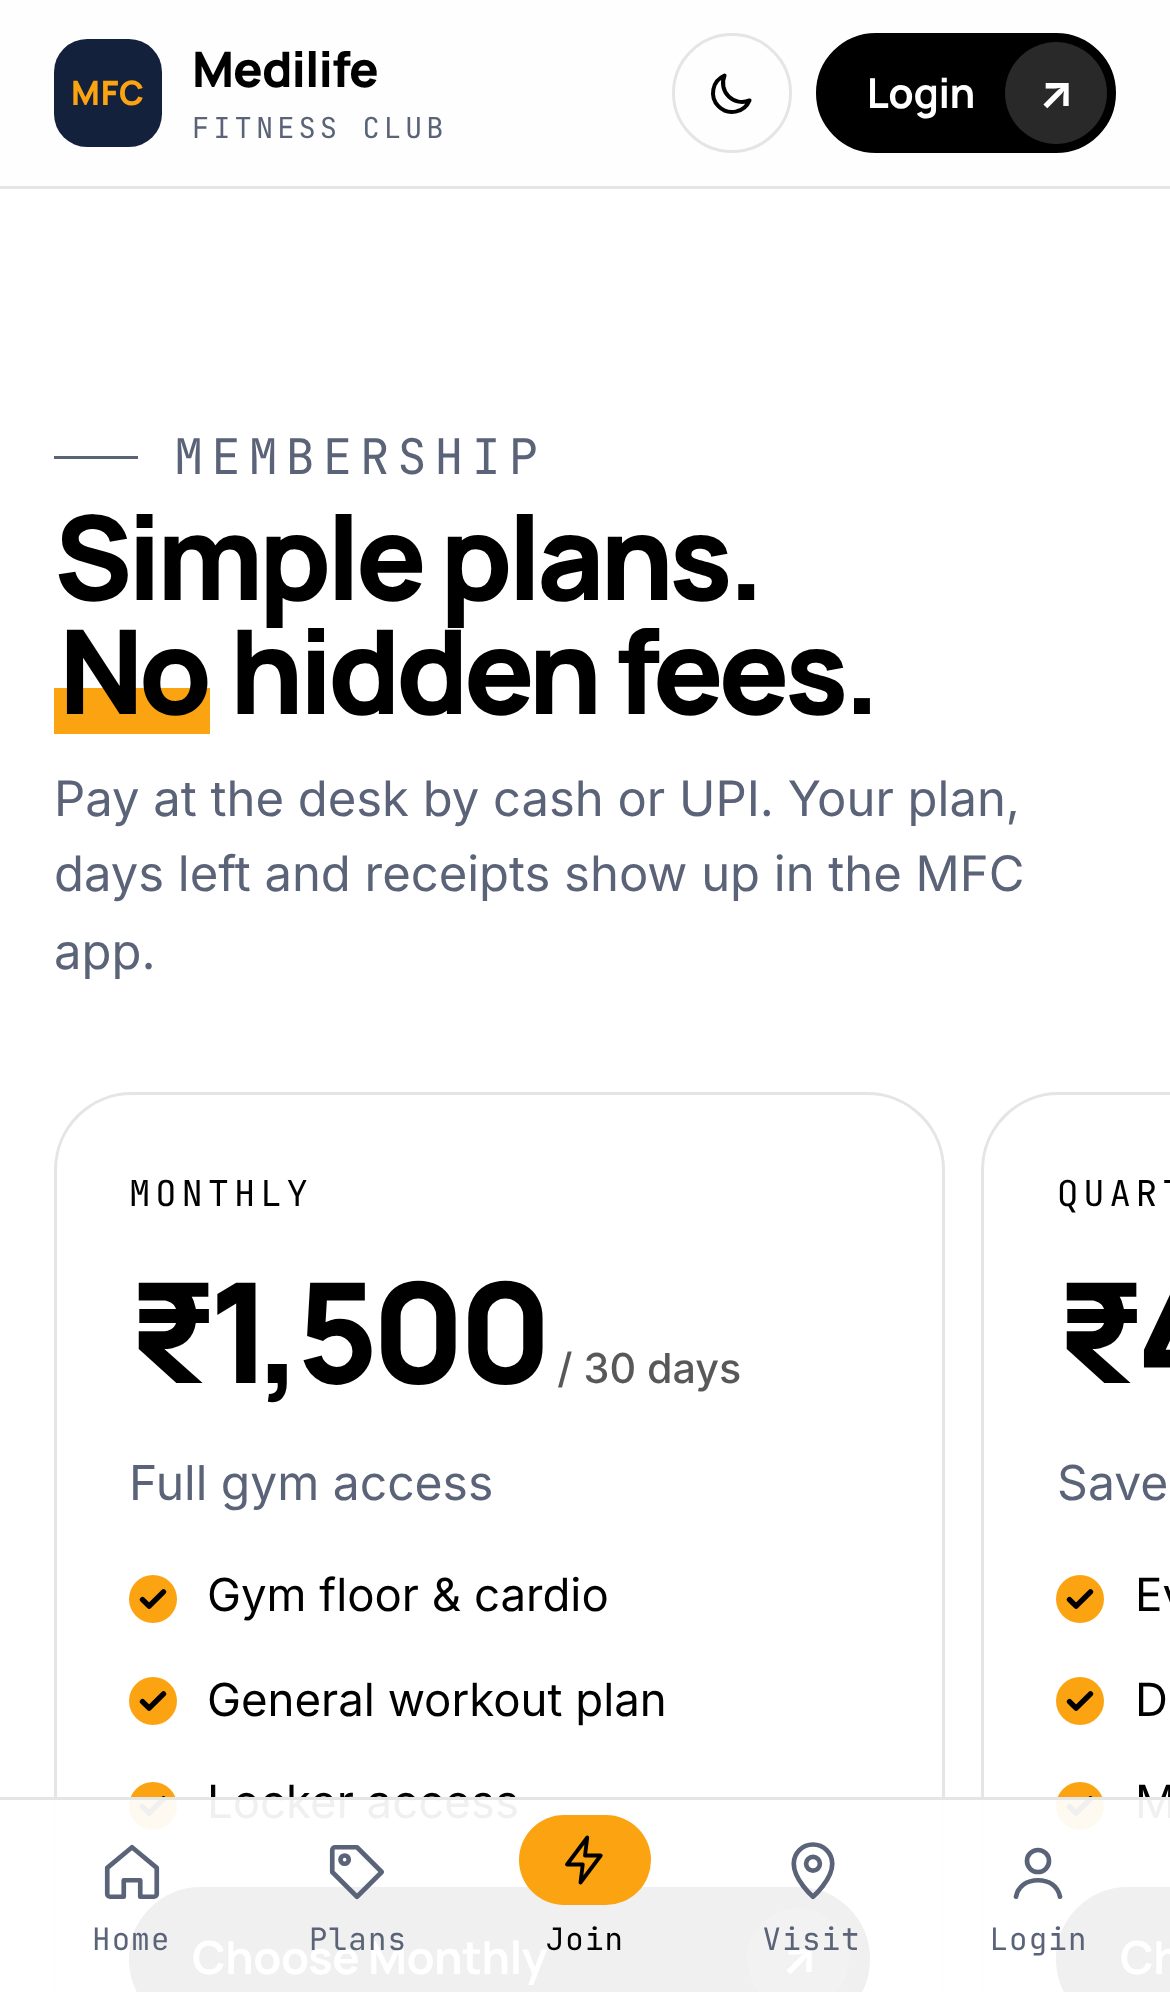 MFC
Medilife
FITNESS CLUB
Login
MEMBERSHIP
Simple plans.
No hidden fees.
Pay at the desk by cash or UPI. Your plan,
days left and receipts show up in the MFC
app.
MONTHLY
₹1,500 / 30 days
Full gym access
Gym floor & cardio
General workout plan
Locker access
Choose Monthly
₹4
Save
Home
Plans
Join
Visit
Login